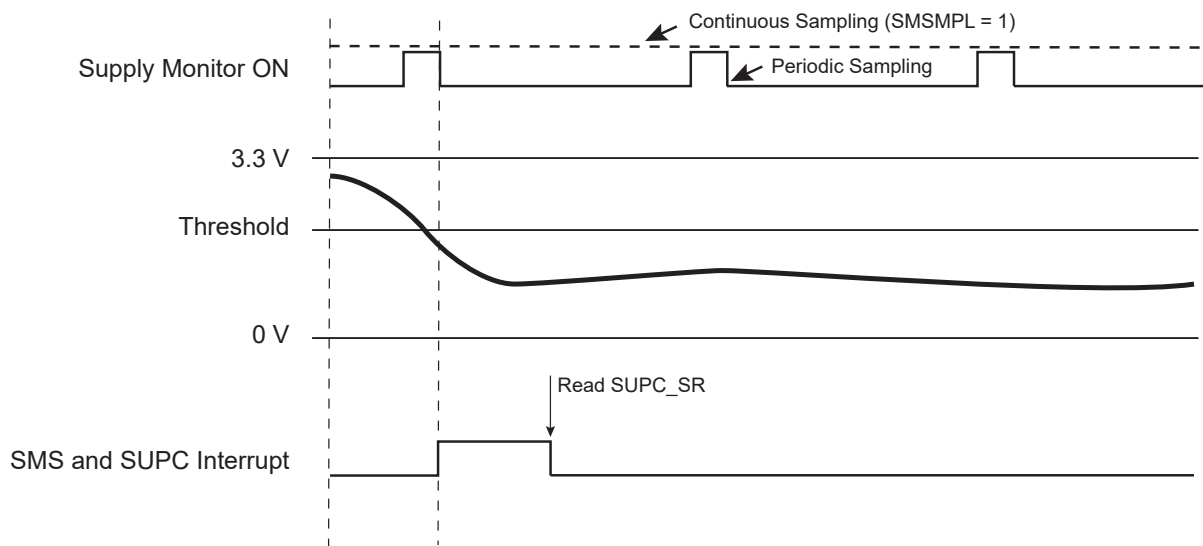 Continuous Sampling (SMSMPL = 1)
Supply Monitor ON
Periodic Sampling
3.3 V
Threshold
0 V
Read SUPC_SR
SMS and SUPC Interrupt